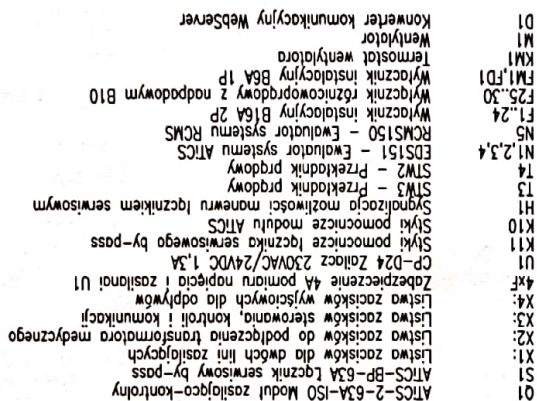 Q1 ATICS-2-63A-ISO Moduł zasilająco-kontrolny
S1 ATICS-BP-63A Łącznik serwisowy by-pass
X1: Listwa zacisków dla dwóch lini zasilających
X2: Listwa zacisków do podłączenia transformatora medycznego
X3: Listwa zacisków sterowania, kontroli i komunikacji
X4: Listwa zacisków wyjściowych dla odpływów
4xF Zabezpieczenie 4A pomiaru napięcia i zasilanai U1
U1 CP-D24 Zailacz 230VAC/24VDC 1,3A
K11 Styki pomocnicze łącznika serwisowego by-pass
K10 Styki pomocnicze modułu ATiCS
H1 Sygnalizacja możliwości manewru łącznikiem serwisowym
T3 STW3 - Przekładnik prądowy
T4 STW2 - Przekładnik prądowy
N1,2,3,4 EDS151 - Ewaluator systemu ATICS
N5 RCMS150 - Ewaluator systemu RCMS
F1..24 Wyłacznik instalacyjny B16A 2P
F25..30 Wyłącznik różnicowoprądowy z nadpadowym B10
FM1,FD1 Wyłącznik instalacyjny B6A 1P
KM1 Termostat wentylatora
M1 Wentylator
D1 Konwerter komunikacyjny WebServer